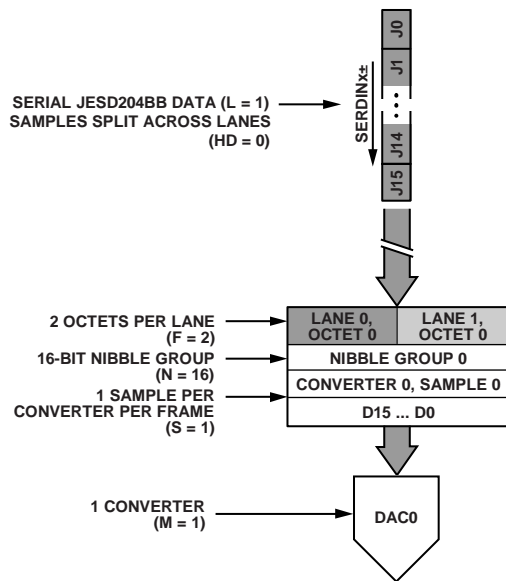 J0
J1
SERDINx±
J14
J15
SERIAL JESD204BB DATA (L = 1)
SAMPLES SPLIT ACROSS LANES
(HD = 0)
2 OCTETS PER LANE
(F = 2)
LANE 0,
OCTET 0
LANE 1,
OCTET 0
16-BIT NIBBLE GROUP
(N = 16)
NIBBLE GROUP 0
1 SAMPLE PER
CONVERTER PER FRAME
(S = 1)
CONVERTER 0, SAMPLE 0
D15 ... D0
1 CONVERTER
(M = 1)
DAC0